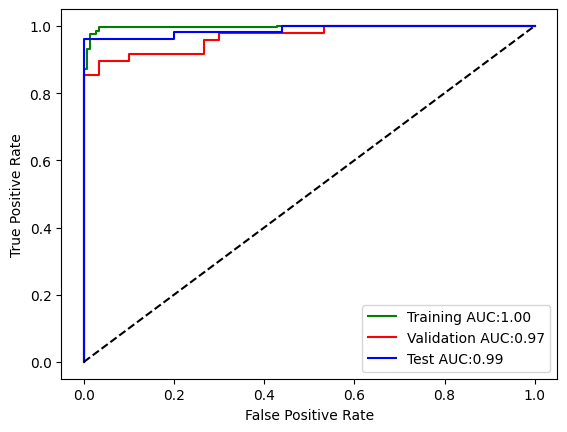 1.0
0.8
0.6
0.4
0.2
0.0
True Positive Rate
Training AUC:1.00
Validation AUC:0.97
Test AUC:0.99
0.0 0.2 0.4 0.6 0.8 1.0
False Positive Rate